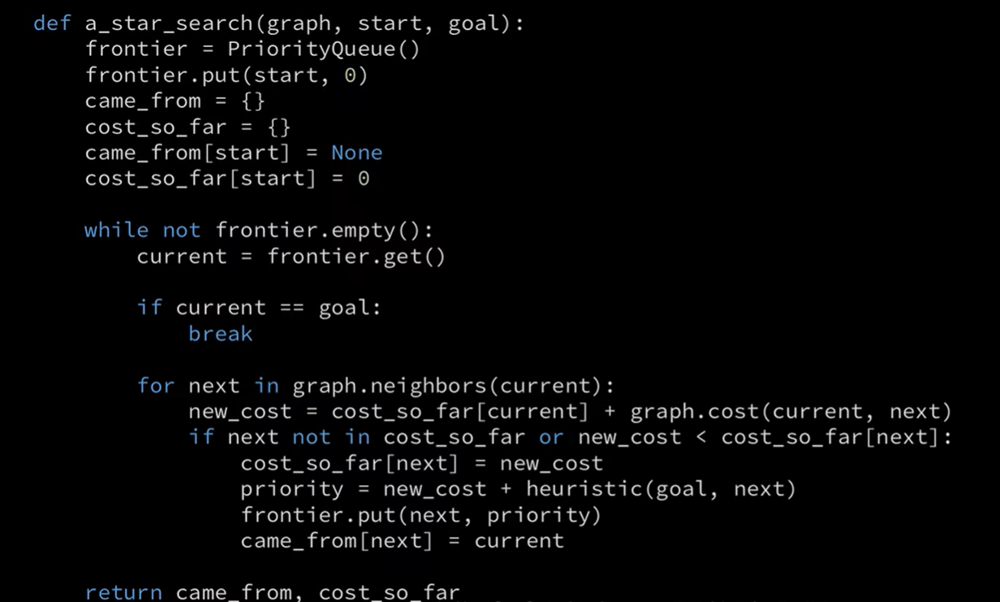 def a_star_search(graph, start, goal):
    frontier = PriorityQueue()
    frontier.put(start, 0)
    came_from = {}
    cost_so_far = {}
    came_from[start] = None
    cost_so_far[start] = 0

    while not frontier.empty():
        current = frontier.get()

        if current == goal:
            break

        for next in graph.neighbors(current):
            new_cost = cost_so_far[current] + graph.cost(current, next)
            if next not in cost_so_far or new_cost < cost_so_far[next]:
                cost_so_far[next] = new_cost
                priority = new_cost + heuristic(goal, next)
                frontier.put(next, priority)
                came_from[next] = current

    return came_from, cost_so_far